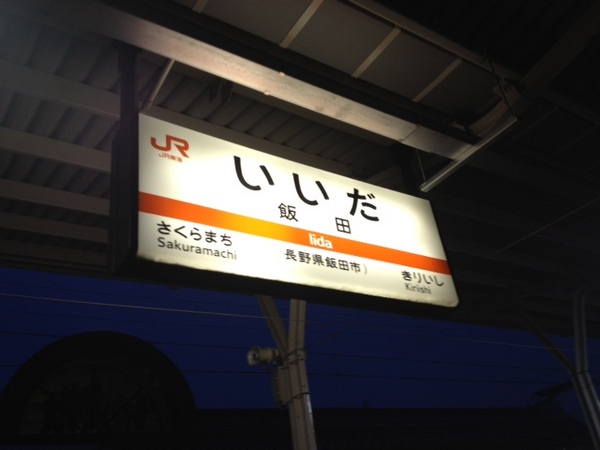 JR
JR東海
いいだ
飯田
Iida
さくらまち
Sakuramachi
長野県飯田市）
きりいし
Kiriishi